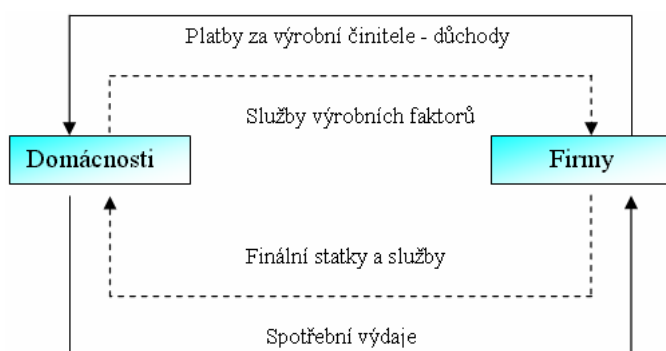 Platby za výrobní činitele - důchody
Služby výrobních faktorů
Domácnosti
Firmy
Finální statky a služby
Spotřební výdaje